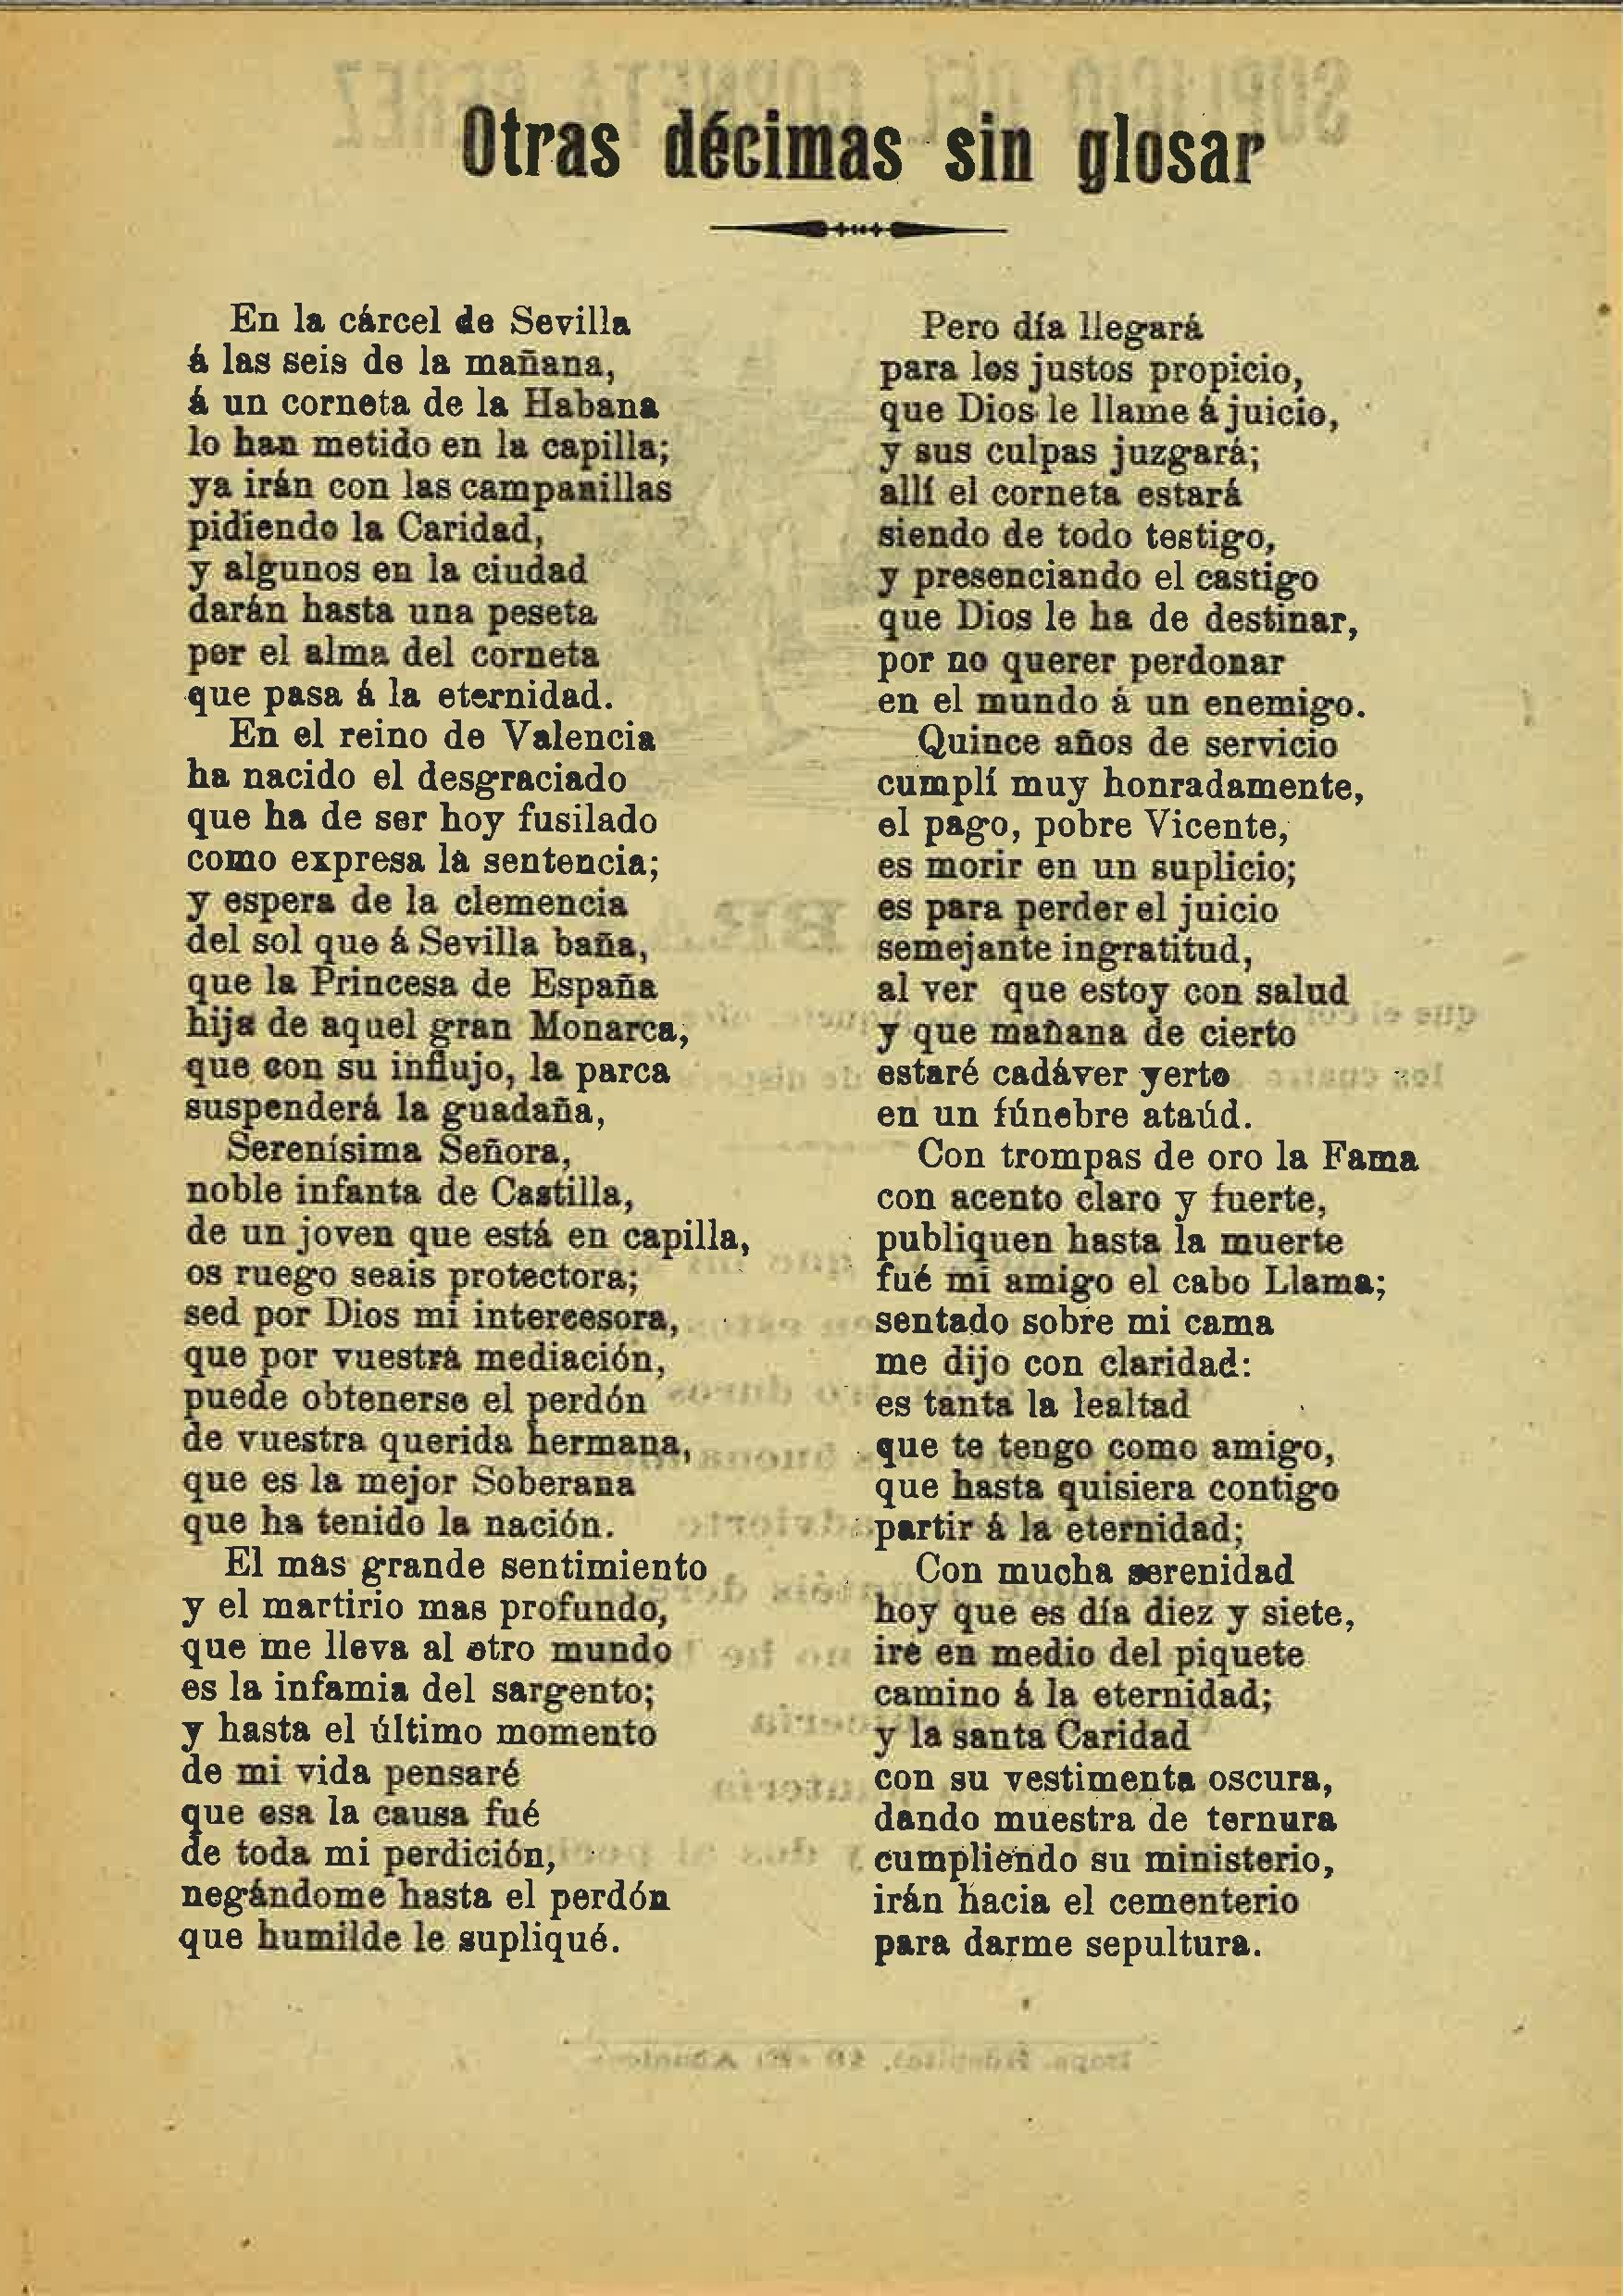 Otras décimas sin glosar
En la cárcel de Sevilla
á las seis de la mañana,
á un corneta de la Habana
lo han metido en la capilla;
ya irán con las campanillas
pidiendo la Caridad,
y algunos en la ciudad
darán hasta una peseta
por el alma del corneta
que pasa á la eternidad.
En el reino de Valencia
ha nacido el desgraciado
que ha de ser hoy fusilado
como expresa la sentencia;
y espera de la clemencia
del sol que á Sevilla baña,
que la Princesa de España
hija de aquel gran Monarca,
que con su influjo, la parca
suspenderá la guadaña,
Serenísima Señora,
noble infanta de Castilla,
de un joven que está en capilla,
os ruego seais protectora;
sed por Dios mi intercesora,
que por vuestra mediación,
puede obtenerse el perdón
de vuestra querida hermana,
que es la mejor Soberana
que ha tenido la nación.
El mas grande sentimiento
y el martirio mas profundo,
que me lleva al otro mundo
es la infamia del sargento;
y hasta el último momento
de mi vida pensaré
que esa la causa fué
de toda mi perdición,
negándome hasta el perdón
que humilde le supliqué.
Pero día llegará
para los justos propicio,
que Dios le llame á juicio,
y sus culpas juzgará;
allí el corneta estará
siendo de todo testigo,
y presenciando el castigo
que Dios le ha de destinar,
por no querer perdonar
en el mundo á un enemigo.
Quince años de servicio
cumplí muy honradamente,
el pago, pobre Vicente,
es morir en un suplicio;
es para perder el juicio
semejante ingratitud,
al ver que estoy con salud
y que mañana de cierto
estaré cadáver yerto
en un fúnebre ataúd.
Con trompas de oro la Fama
con acento claro y fuerte,
publiquen hasta la muerte
fué mi amigo el cabo Llama;
sentado sobre mi cama
me dijo con claridad:
es tanta la lealtad
que te tengo como amigo,
que hasta quisiera contigo
partir á la eternidad;
Con mucha serenidad
hoy que es día diez y siete,
iré en medio del piquete
camino á la eternidad;
y la santa Caridad
con su vestimenta oscura,
dando muestra de ternura
cumpliendo su ministerio,
irán hacia el cementerio
para darme sepultura.